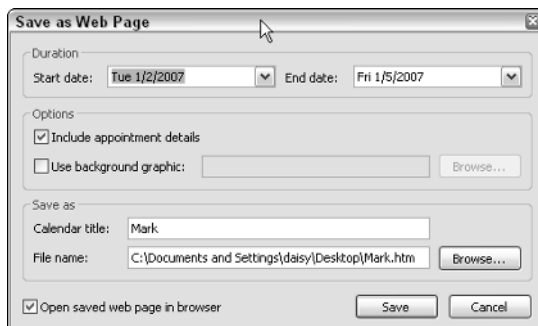 Save as Web Page
Duration
Start date: Tue 1/2/2007 End date: Fri 1/5/2007
Options
Include appointment details
Use background graphic: Browse...
Save as
Calendar title: Mark
File name: C:\Documents and Settings\daisy\Desktop\Mark.htm Browse...
Open saved web page in browser Save Cancel